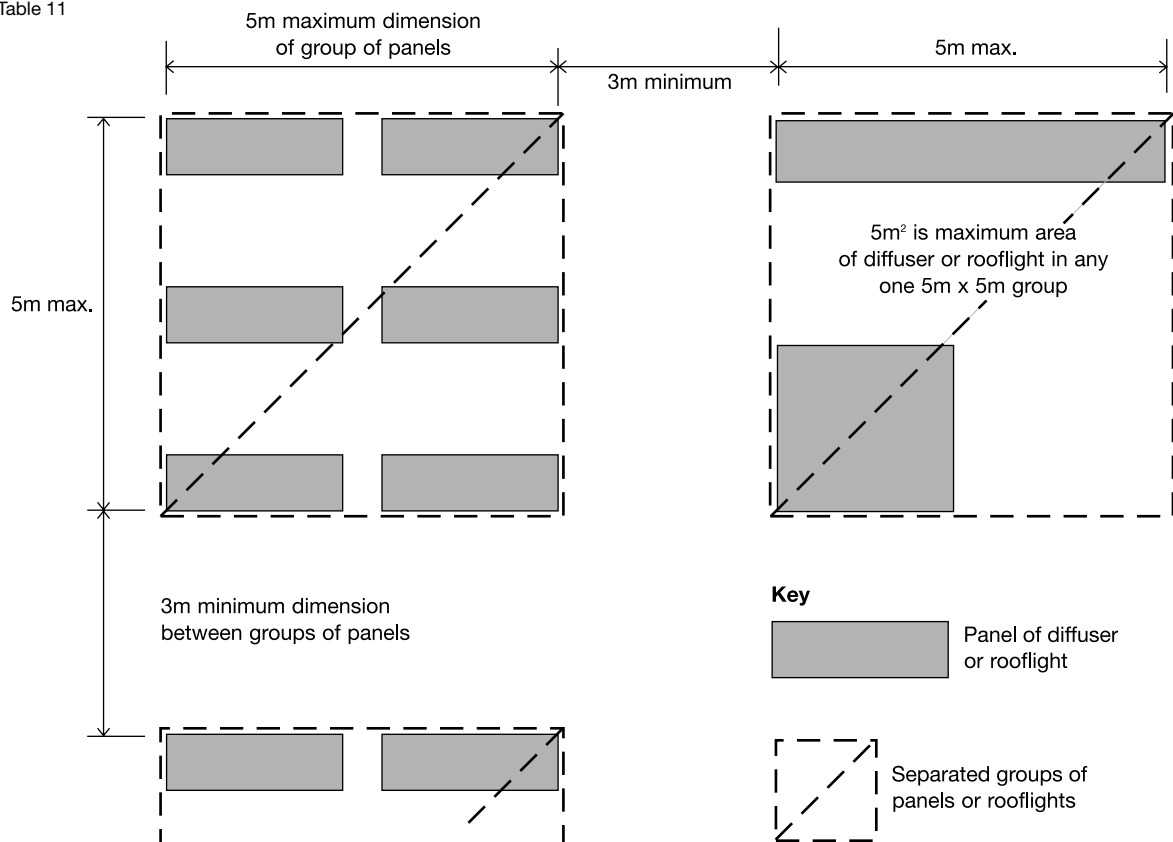 Table 11
5m maximum dimension
of group of panels
3m minimum
5m max.
5m max.
5m² is maximum area
of diffuser or rooflight in any
one 5m x 5m group
3m minimum dimension
between groups of panels
Key
Panel of diffuser
or rooflight
Separated groups of
panels or rooflights